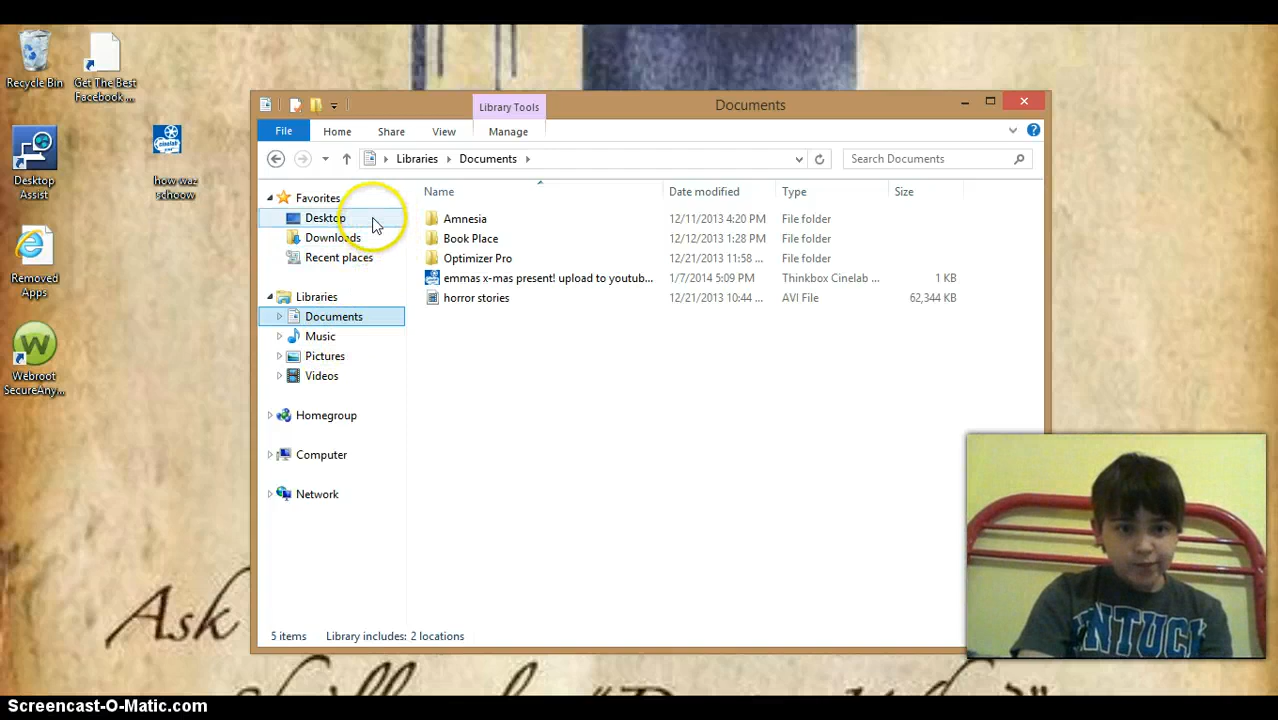 Recycle Bin
Get The Best
Facebook ...
Desktop
Assist
how waz
schoow
Removed
Apps
Webroot
SecureAny...
Library Tools
Documents
File
Home
Share
View
Manage
Libraries
Documents
Search Documents
Favorites
Desktop
Downloads
Recent places
Libraries
Documents
Music
Pictures
Videos
Homegroup
Computer
Network
Name Date modified Type Size
Amnesia 12/11/2013 4:20 PM File folder
Book Place 12/12/2013 1:28 PM File folder
Optimizer Pro 12/21/2013 11:58 ... File folder
emmas x-mas present! upload to youtub... 1/7/2014 5:09 PM Thinkbox Cinelab ... 1 KB
horror stories 12/21/2013 10:44 ... AVI File 62,344 KB
5 items Library includes: 2 locations
NTUCK
Ask
Screencast-O-Matic.com